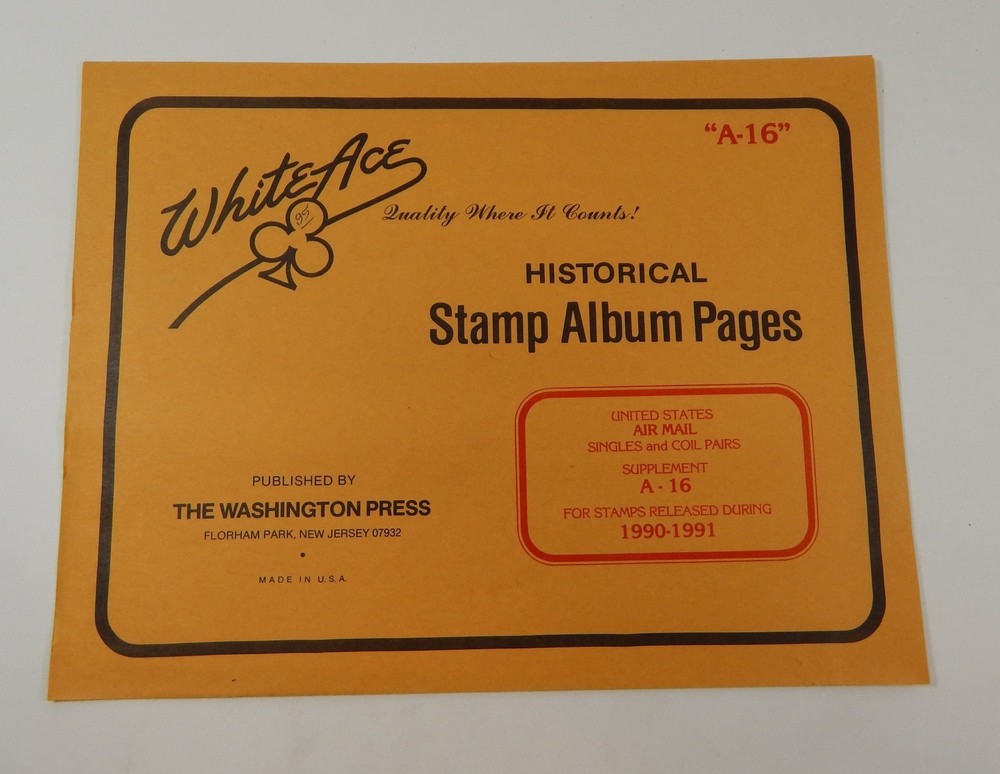 "A-16"
White Ace
Quality Where It Counts!
HISTORICAL
Stamp Album Pages
UNITED STATES
AIR MAIL
SINGLES and COIL PAIRS
SUPPLEMENT
A - 16
FOR STAMPS RELEASED DURING
1990-1991
PUBLISHED BY
THE WASHINGTON PRESS
FLORHAM PARK, NEW JERSEY 07932
•
MADE IN U.S.A.